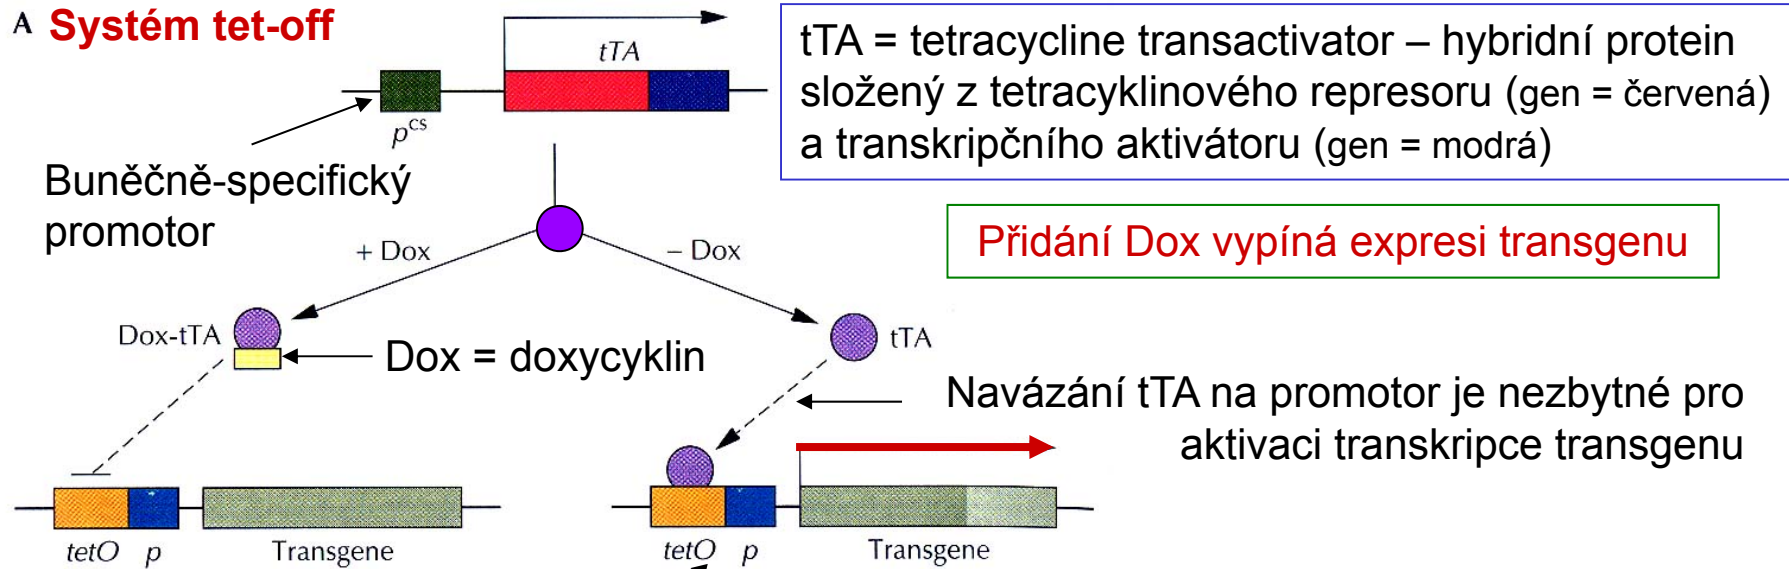 A Systém tet-off
tTA
p^cs
tTA = tetracycline transactivator – hybridní protein
složený z tetracyklinového represoru (gen = červená)
a transkripčního aktivátoru (gen = modrá)
Buněčně-specifický
promotor
+ Dox
– Dox
Přidání Dox vypíná expresi transgenu
Dox-tTA
Dox = doxycyklin
tTA
Navázání tTA na promotor je nezbytné pro
aktivaci transkripce transgenu
tetO p Transgene
tetO p Transgene